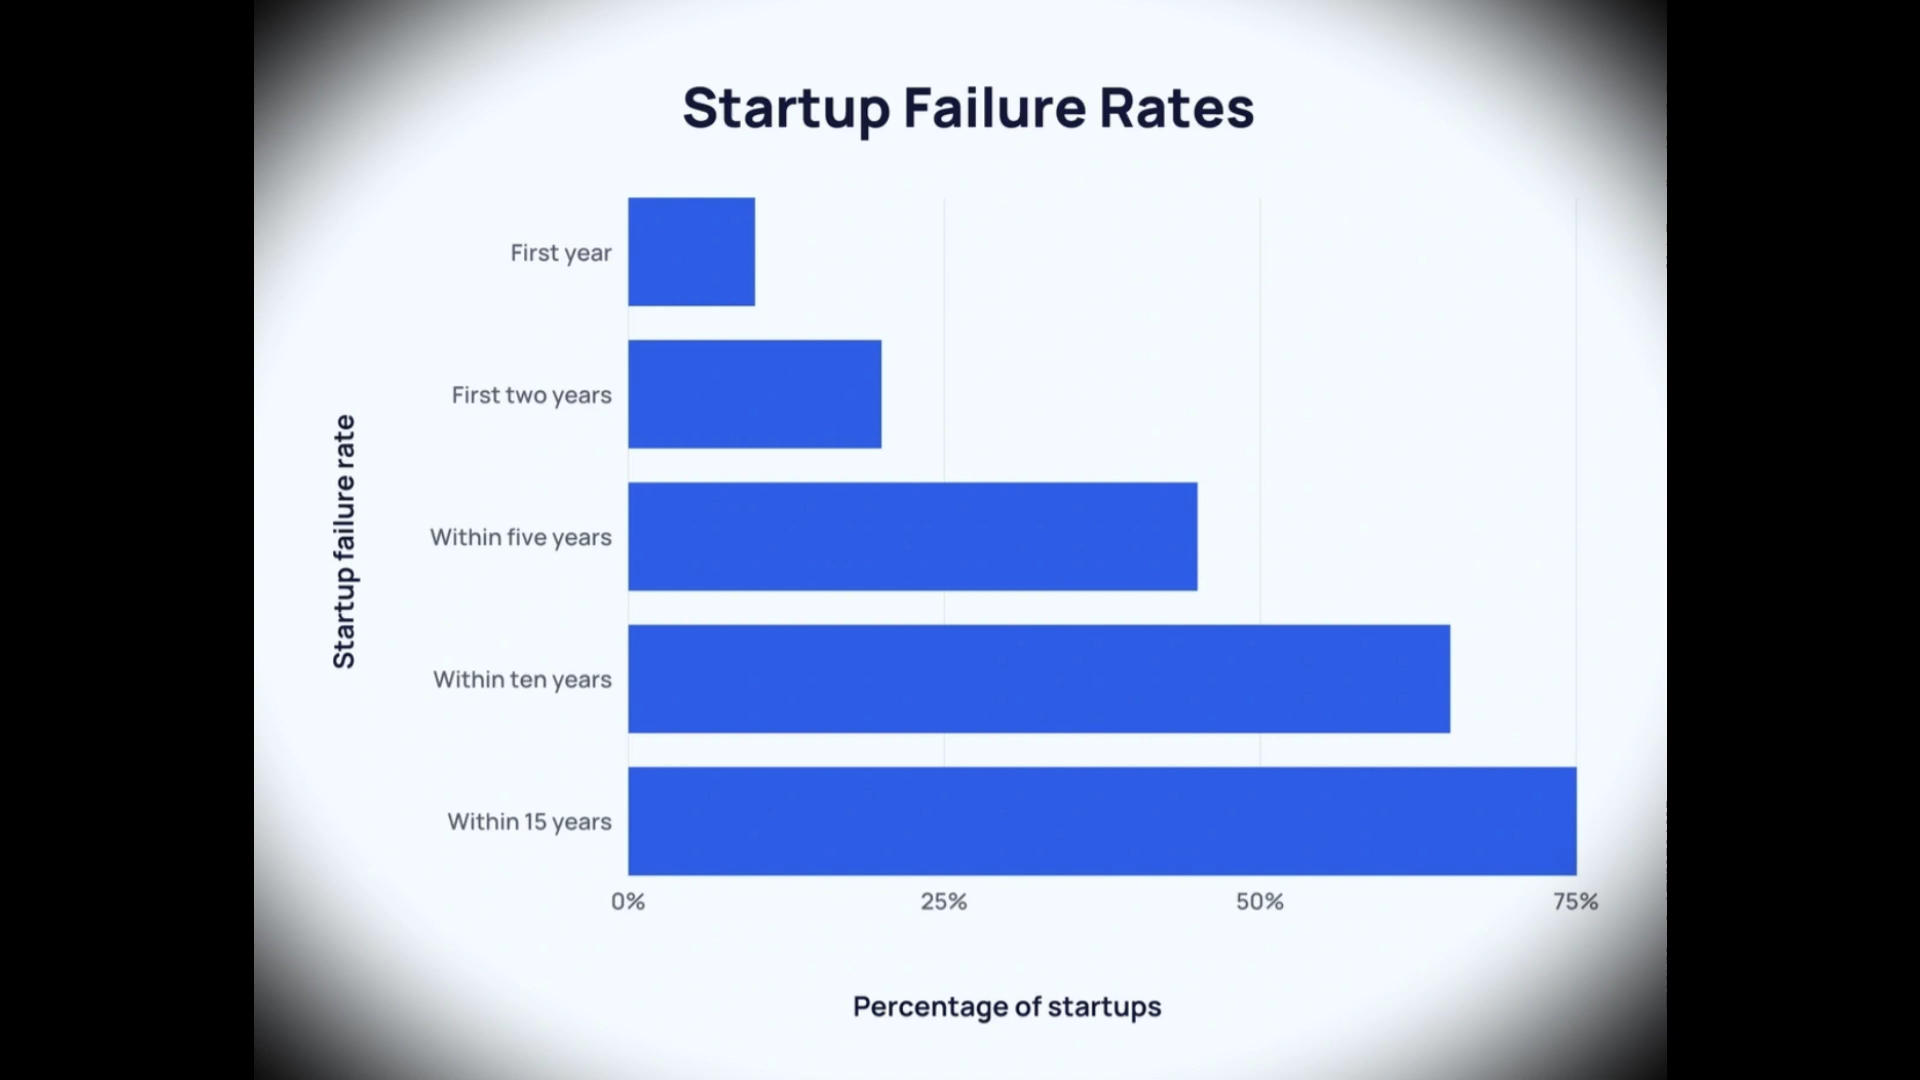 Startup Failure Rates
Startup failure rate
First year
First two years
Within five years
Within ten years
Within 15 years
0% 25% 50% 75%
Percentage of startups